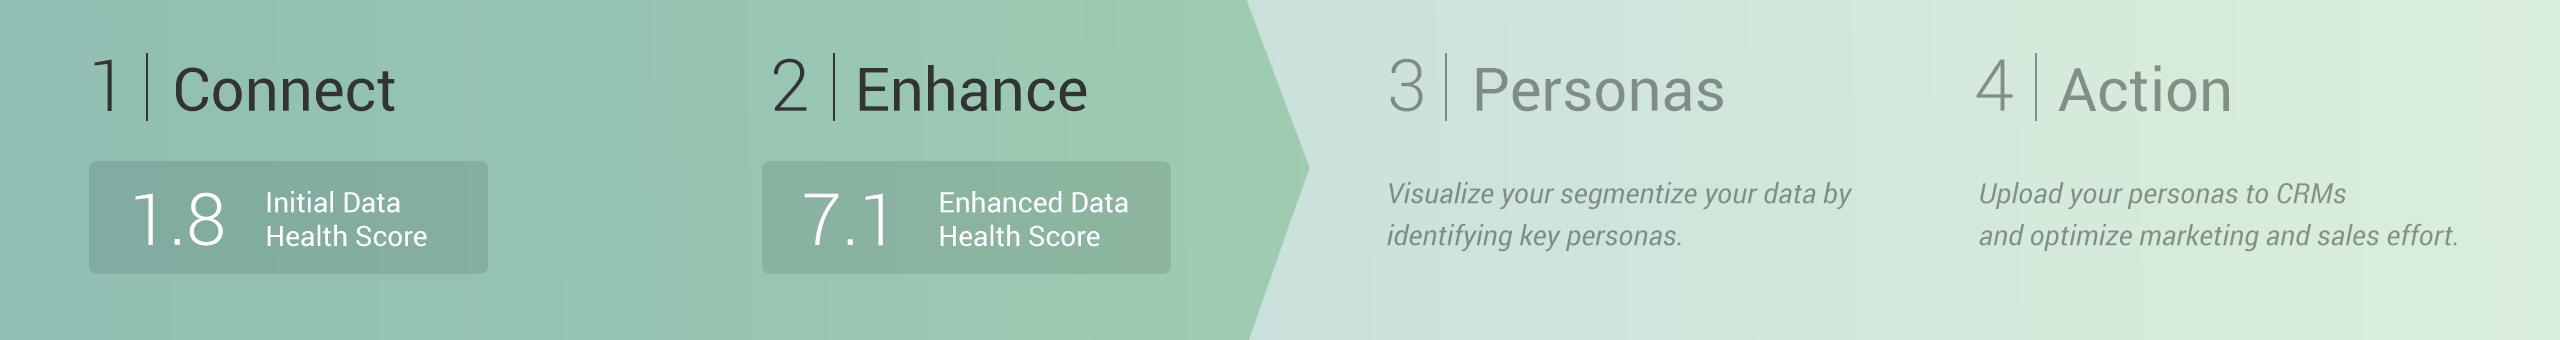 1 | Connect
1.8 Initial Data
Health Score
2 | Enhance
7.1 Enhanced Data
Health Score
3 | Personas
Visualize your segmentize your data by
identifying key personas.
4 | Action
Upload your personas to CRMs
and optimize marketing and sales effort.